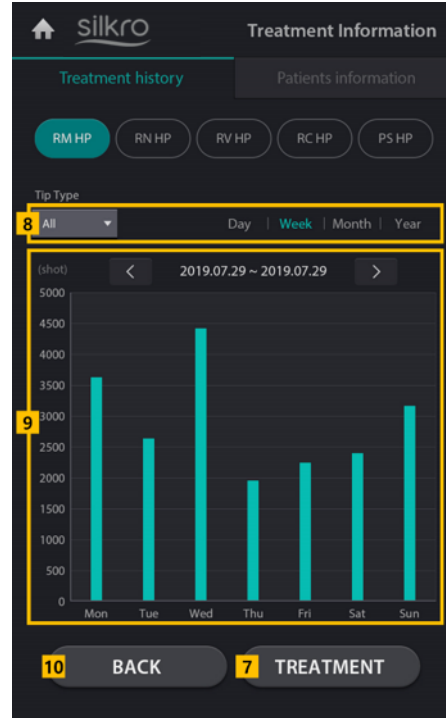 silkro
Treatment Information
Treatment history
Patients information
RM HP
RN HP
RV HP
RC HP
PS HP
Tip Type
8
All
Day | Week | Month | Year
9
(shot)
2019.07.29 ~ 2019.07.29
5000
4500
4000
3500
3000
2500
2000
1500
1000
500
0
Mon Tue Wed Thu Fri Sat Sun
10 BACK
7 TREATMENT